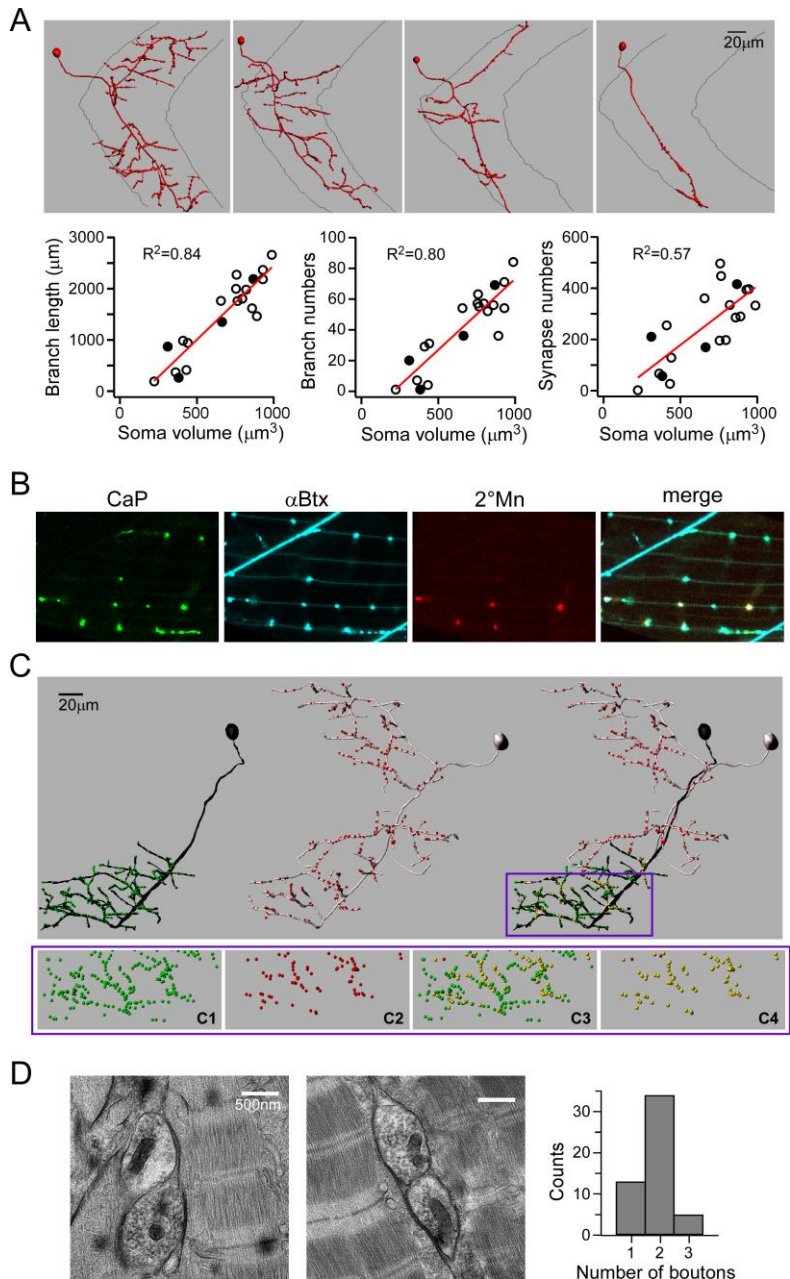 A
20μm
R²=0.84
Branch length (μm)
3000
2000
1000
0
0
500
1000
Soma volume (μm³)
R²=0.80
Branch numbers
100
80
60
40
20
0
0
500
1000
Soma volume (μm³)
R²=0.57
Synapse numbers
600
400
200
0
0
500
1000
Soma volume (μm³)
B
CaP
αBtx
2°Mn
merge
C
20μm
C1
C2
C3
C4
D
500nm
Counts
30
20
10
0
1
2
3
Number of boutons